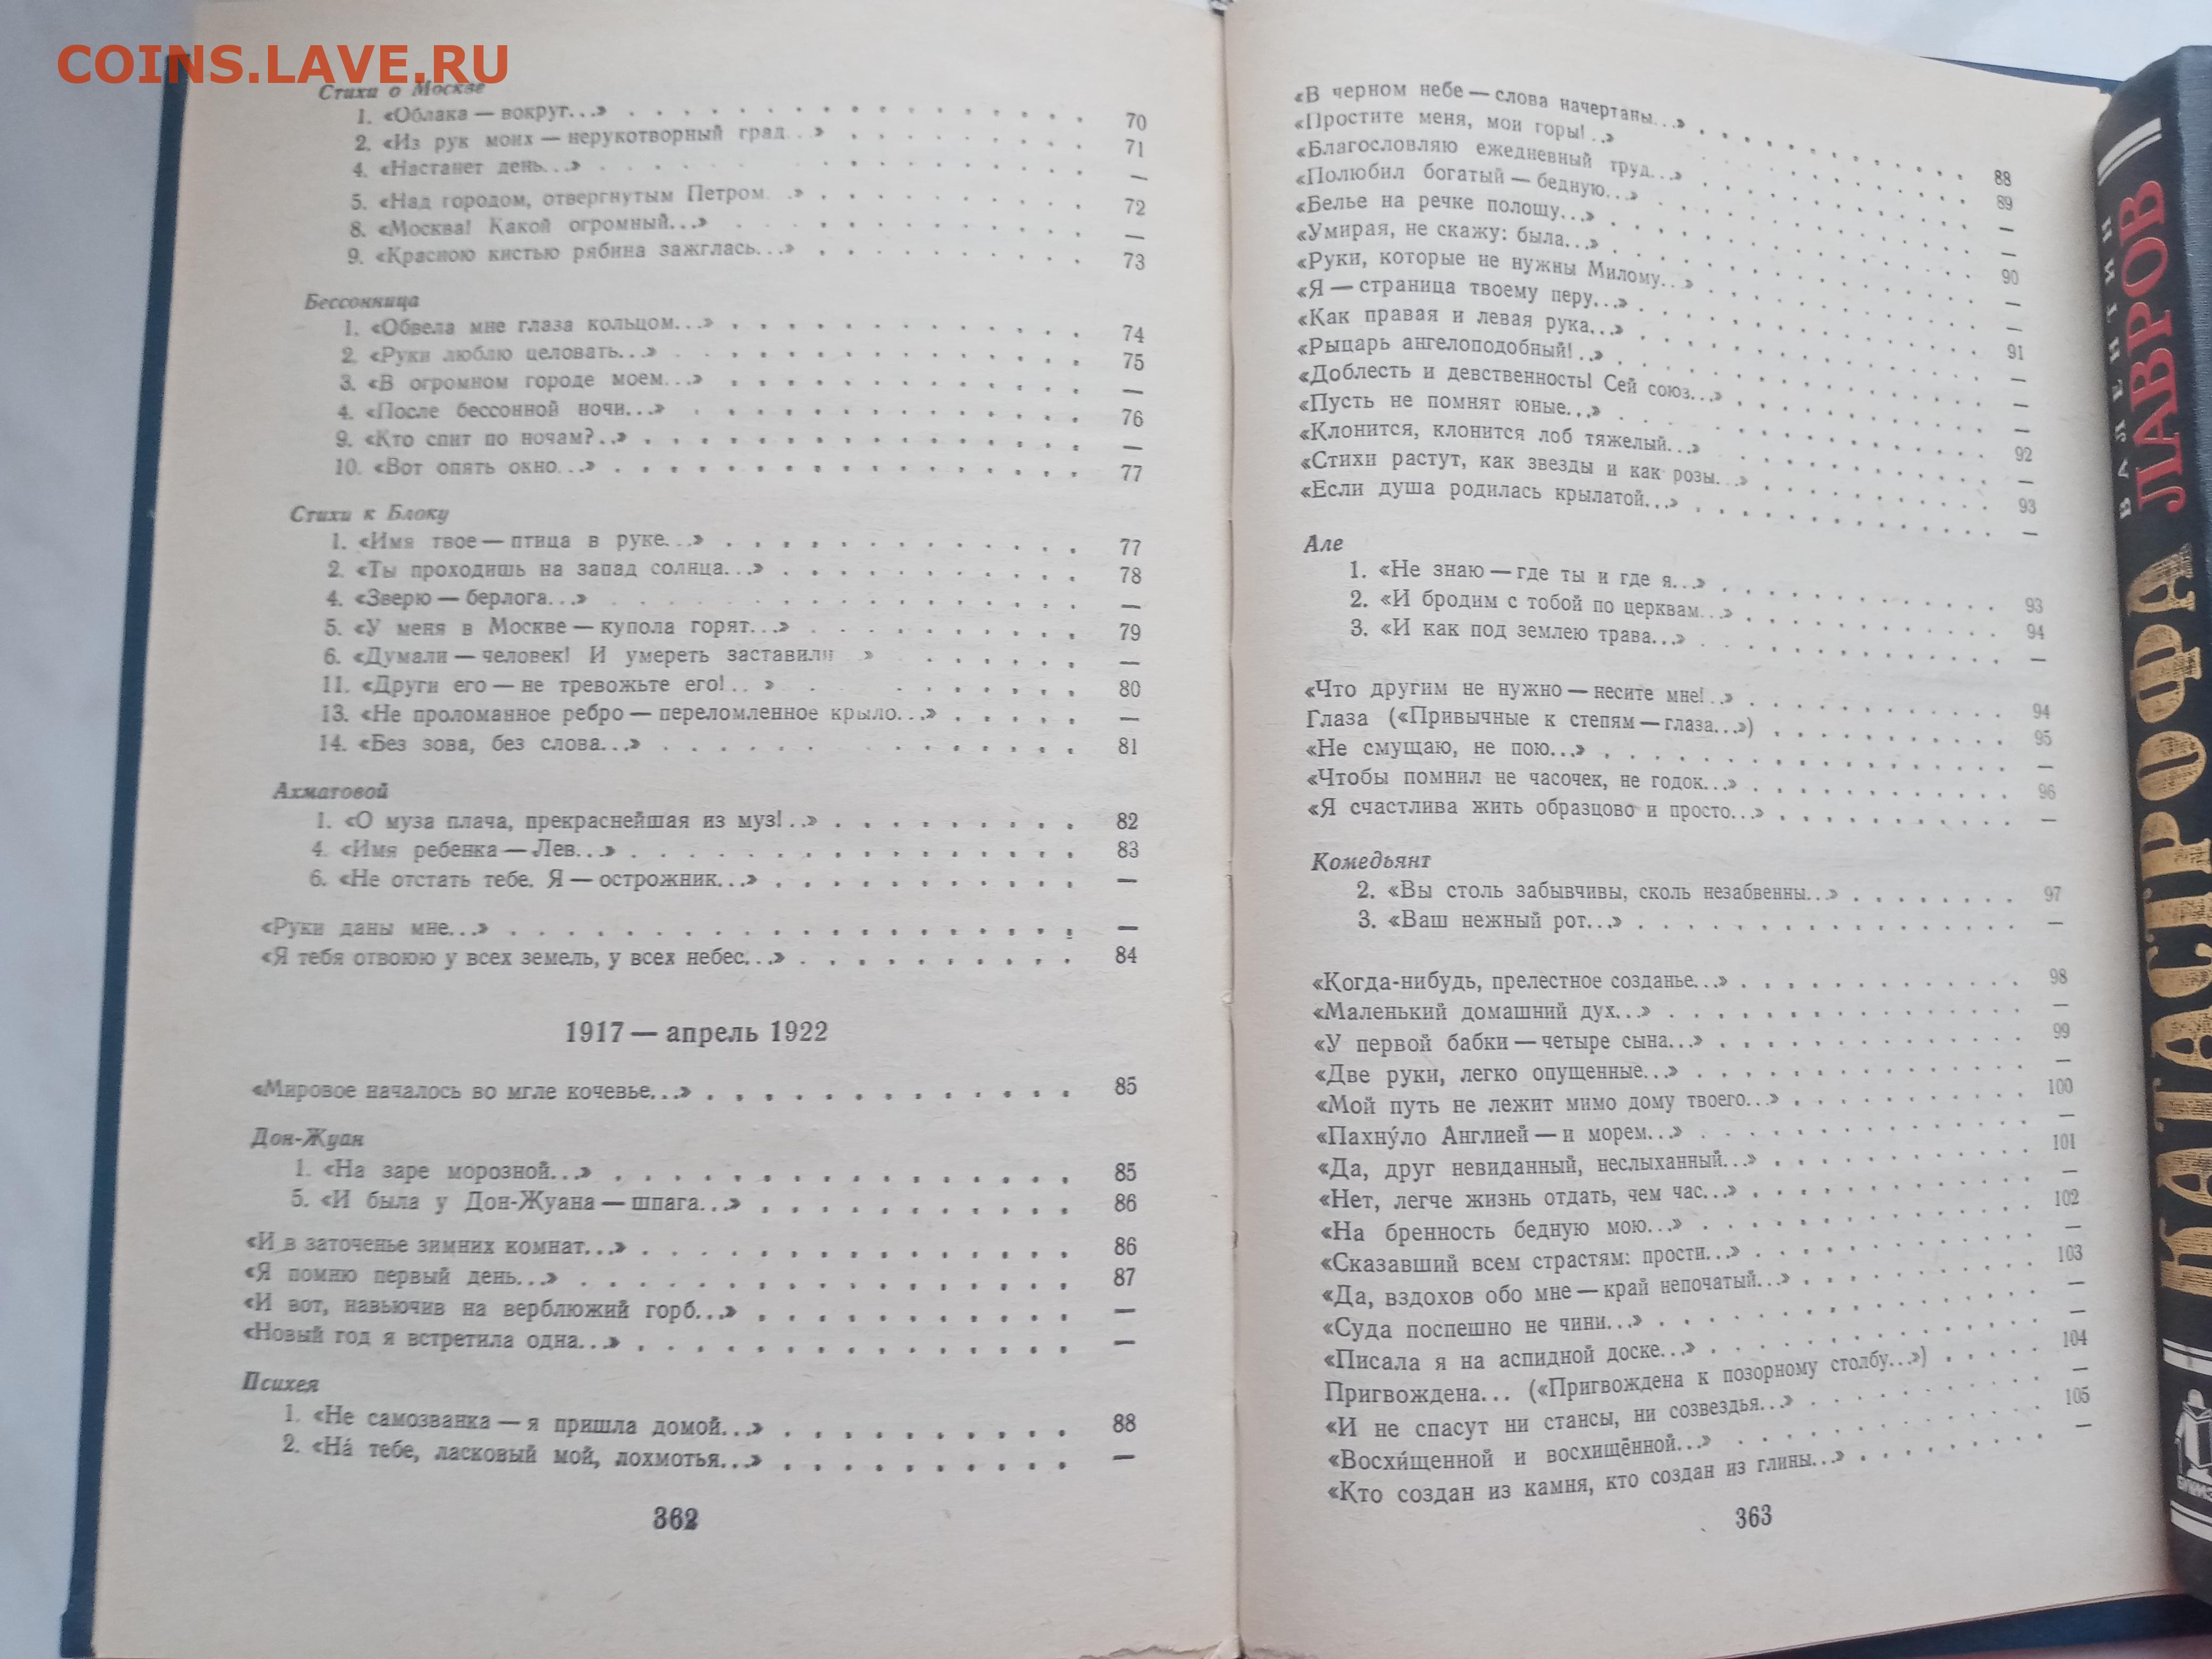 COINS.LAVE.RU
Стихи о Москве
1. «Облака — вокруг...» 70
2. «Из рук моих — нерукотворный град...» 71
4. «Настанет день...» —
5. «Над городом, отвергнутым Петром...» 72
8. «Москва! Какой огромный...» —
9. «Красною кистью рябина зажглась...» 73
Бессонница
1. «Обвела мне глаза кольцом...» 74
2. «Руки люблю целовать...» 75
3. «В огромном городе моем...» —
4. «После бессонной ночи...» 76
9. «Кто спит по ночам?..» —
10. «Вот опять окно...» 77
Стихи к Блоку
1. «Имя твое — птица в руке...» 77
2. «Ты проходишь на запад солнца...» 78
4. «Зверю — берлога...» —
5. «У меня в Москве — купола горят...» 79
6. «Думали — человек! И умереть заставили...» —
11. «Други его — не тревожьте его!..» 80
13. «Не проломанное ребро — переломленное крыло...» —
14. «Без зова, без слова...» 81
Ахматовой
1. «О муза плача, прекраснейшая из муз!..» 82
4. «Имя ребенка — Лев...» 83
6. «Не отстать тебе. Я — острожник...» —
«Руки даны мне...» —
«Я тебя отвоюю у всех земель, у всех небес...» 84
1917 — апрель 1922
«Мировое началось во мгле кочевье...» 85
Дон-Жуан
1. «На заре морозной...» 85
5. «И была у Дон-Жуана — шпага...» 86
«И в заточенье зимних комнат...» 86
«Я помню первый день...» 87
«И вот, навьючив на верблюжий горб...» —
«Новый год я встретила одна...» —
Психея
1. «Не самозванка — я пришла домой...» 88
2. «На́ тебе, ласковый мой, лохмотья...» —
362
«В черном небе — слова начертаны...» 88
«Простите меня, мои горы!..» 89
«Благословляю ежедневный труд...» —
«Полюбил богатый — бедную...» —
«Белье на речке полощу...» 90
«Умирая, не скажу: была...» —
«Руки, которые не нужны Милому...» —
«Я — страница твоему перу...» 91
«Как правая и левая рука...» —
«Рыцарь ангелоподобный!..» —
«Доблесть и девственность! Сей союз...» —
«Пусть не помнят юные...» 92
«Клонится, клонится лоб тяжелый...» —
«Стихи растут, как звезды и как розы...» 93
«Если душа родилась крылатой...» —
Але
1. «Не знаю — где ты и где я...» 93
2. «И бродим с тобой по церквам...» 94
3. «И как под землею трава...» —
«Что другим не нужно — несите мне!..» 94
Глаза («Привычные к степям — глаза...») 95
«Не смущаю, не пою...» —
«Чтобы помнил не часочек, не годок...» 96
«Я счастлива жить образцово и просто...» —
Комедьянт
2. «Вы столь забывчивы, сколь незабвенны...» 97
3. «Ваш нежный рот...» —
«Когда-нибудь, прелестное созданье...» 98
«Маленький домашний дух...» —
«У первой бабки — четыре сына...» 99
«Две руки, легко опущенные...» —
«Мой путь не лежит мимо дому твоего...» 100
«Пахну́ло Англией — и морем...» —
«Да, друг невиданный, неслыханный...» 101
«Нет, легче жизнь отдать, чем час...» —
«На бренность бедную мою...» 102
«Сказавший всем страстям: прости...» —
«Да, вздохов обо мне — край непочатый...» 103
«Суда поспешно не чини...» —
«Писала я на аспидной доске...» —
Пригвождена... («Пригвождена к позорному столбу...») 104
«И не спасут ни стансы, ни созвездья...» —
«Восхи́щенной и восхищённой...» 105
«Кто создан из камня, кто создан из глины...» —
363
ВАЛЕНТИН
ЛАВРОВ
КАТАСТРОФА